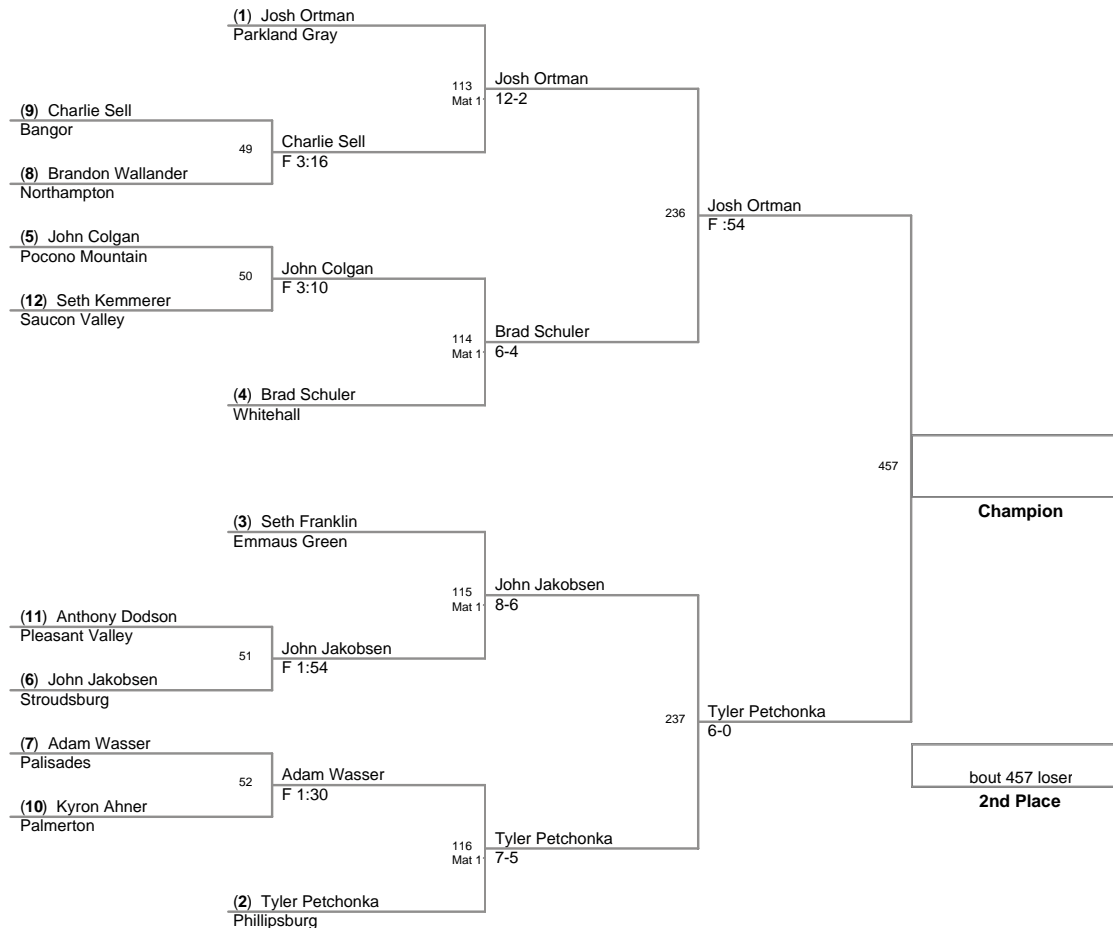 (1) Josh Ortman
Parkland Gray
113
Mat 1
Josh Ortman
12-2
(9) Charlie Sell
Bangor
49
Charlie Sell
F 3:16
(8) Brandon Wallander
Northampton
236
Josh Ortman
F :54
(5) John Colgan
Pocono Mountain
50
John Colgan
F 3:10
(12) Seth Kemmerer
Saucon Valley
114
Mat 1
Brad Schuler
6-4
(4) Brad Schuler
Whitehall
457
Champion
(3) Seth Franklin
Emmaus Green
115
Mat 1
John Jakobsen
8-6
(11) Anthony Dodson
Pleasant Valley
51
John Jakobsen
F 1:54
(6) John Jakobsen
Stroudsburg
237
Tyler Petchonka
6-0
(7) Adam Wasser
Palisades
52
Adam Wasser
F 1:30
(10) Kyron Ahner
Palmerton
bout 457 loser
2nd Place
116
Mat 1
Tyler Petchonka
7-5
(2) Tyler Petchonka
Phillipsburg